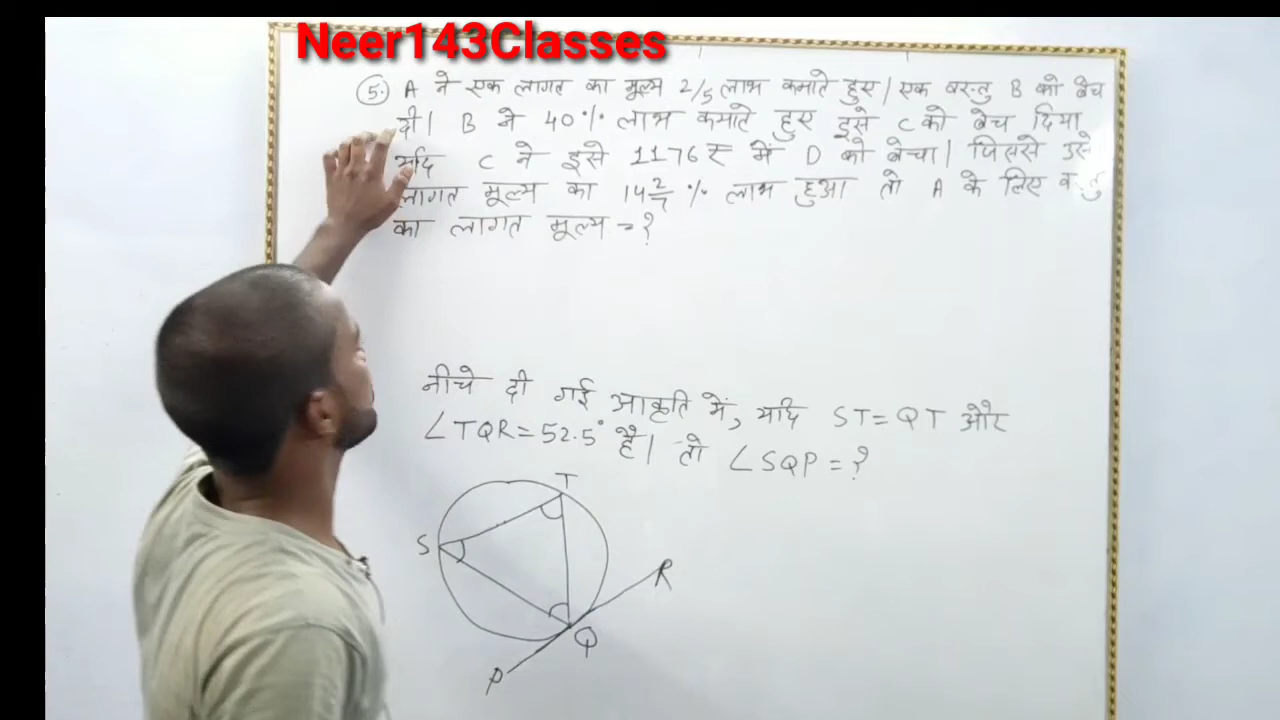 Neer143Classes
5. A ने एक लागत का मूल्य 2/5 लाभ कमाते हुए | एक वस्तु B को बेच
दी | B ने 40% लाभ कमाते हुए इसे C को बेच दिया
यदि C ने इसे 1176₹ में D को बेचा | जिससे उसे
लागत मूल्य का 14 2/7 % लाभ हुआ तो A के लिए वस्तु
का लागत मूल्य = ?
नीचे दी गई आकृति में, यदि ST = QT और
∠TQR = 52.5° है | तो ∠SQP = ?
T
S
R
Q
P